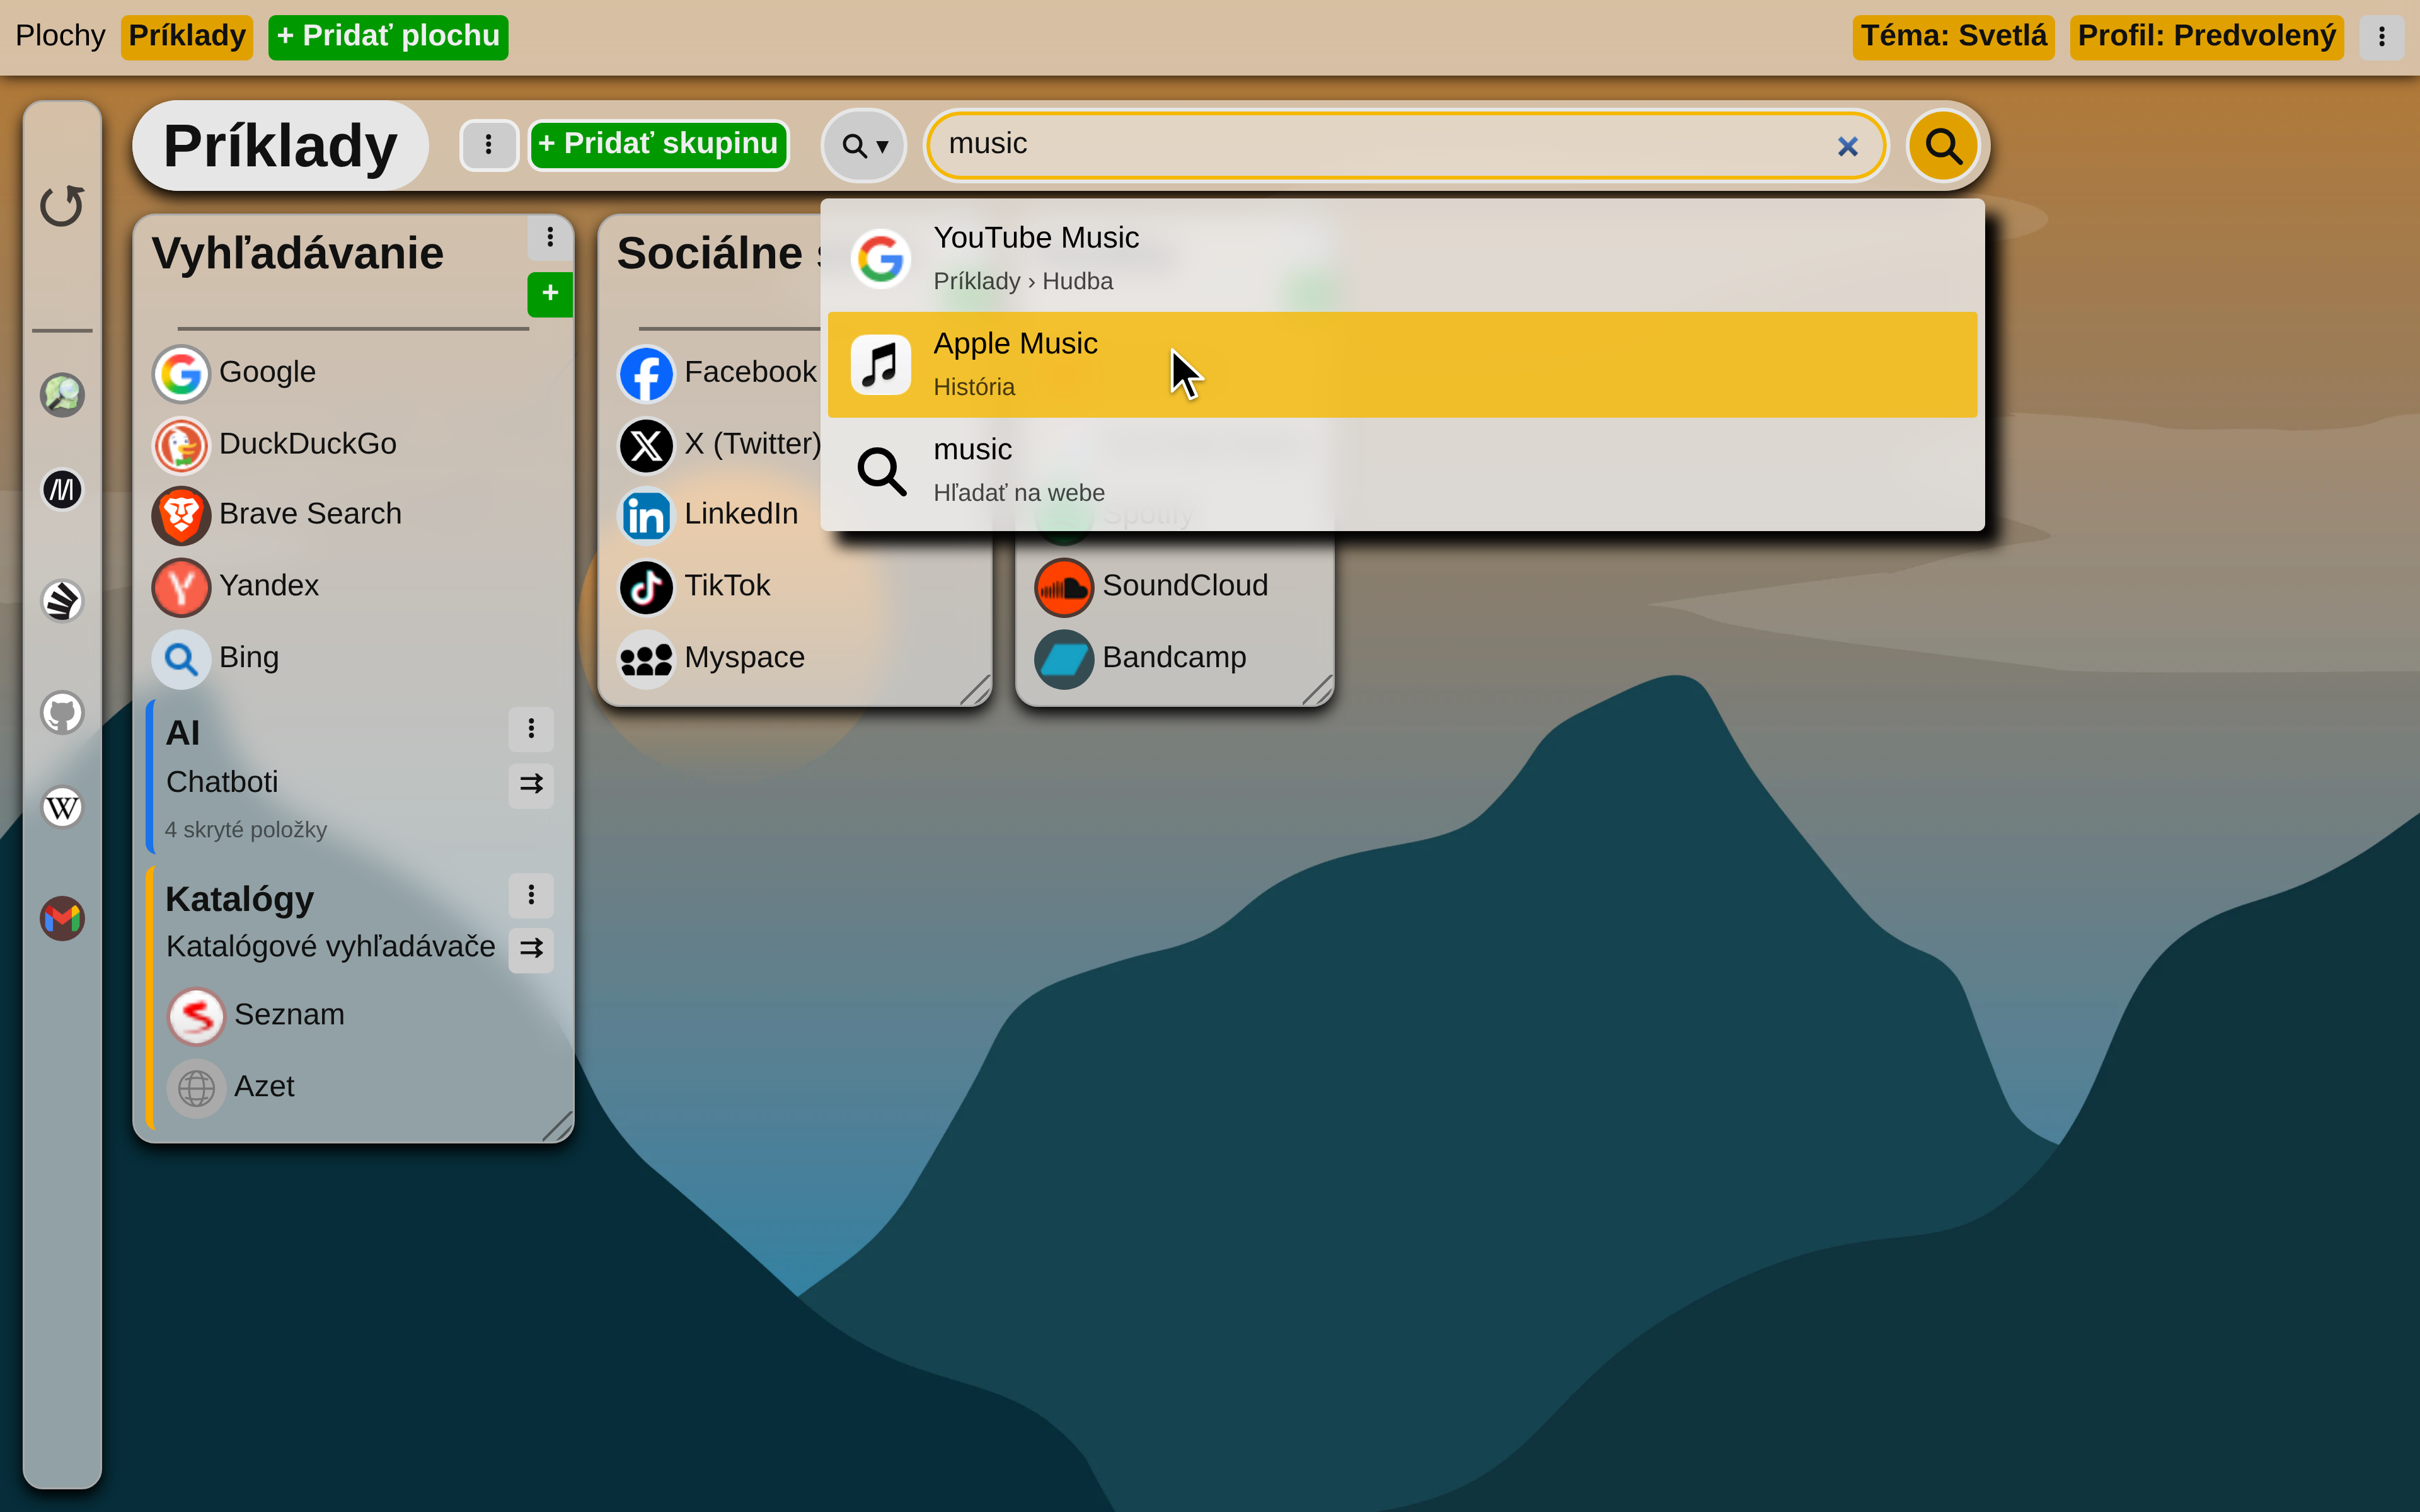 Plochy
Príklady
+ Pridať plochu
Téma: Svetlá
Profil: Predvolený
Príklady
+ Pridať skupinu
music
YouTube Music
Príklady › Hudba
Apple Music
História
music
Hľadať na webe
Vyhľadávanie
+
Google
DuckDuckGo
Brave Search
Yandex
Bing
AI
Chatboti
4 skryté položky
Katalógy
Katalógové vyhľadávače
Seznam
Azet
Sociálne
Facebook
X (Twitter)
LinkedIn
TikTok
Myspace
Spotify
SoundCloud
Bandcamp